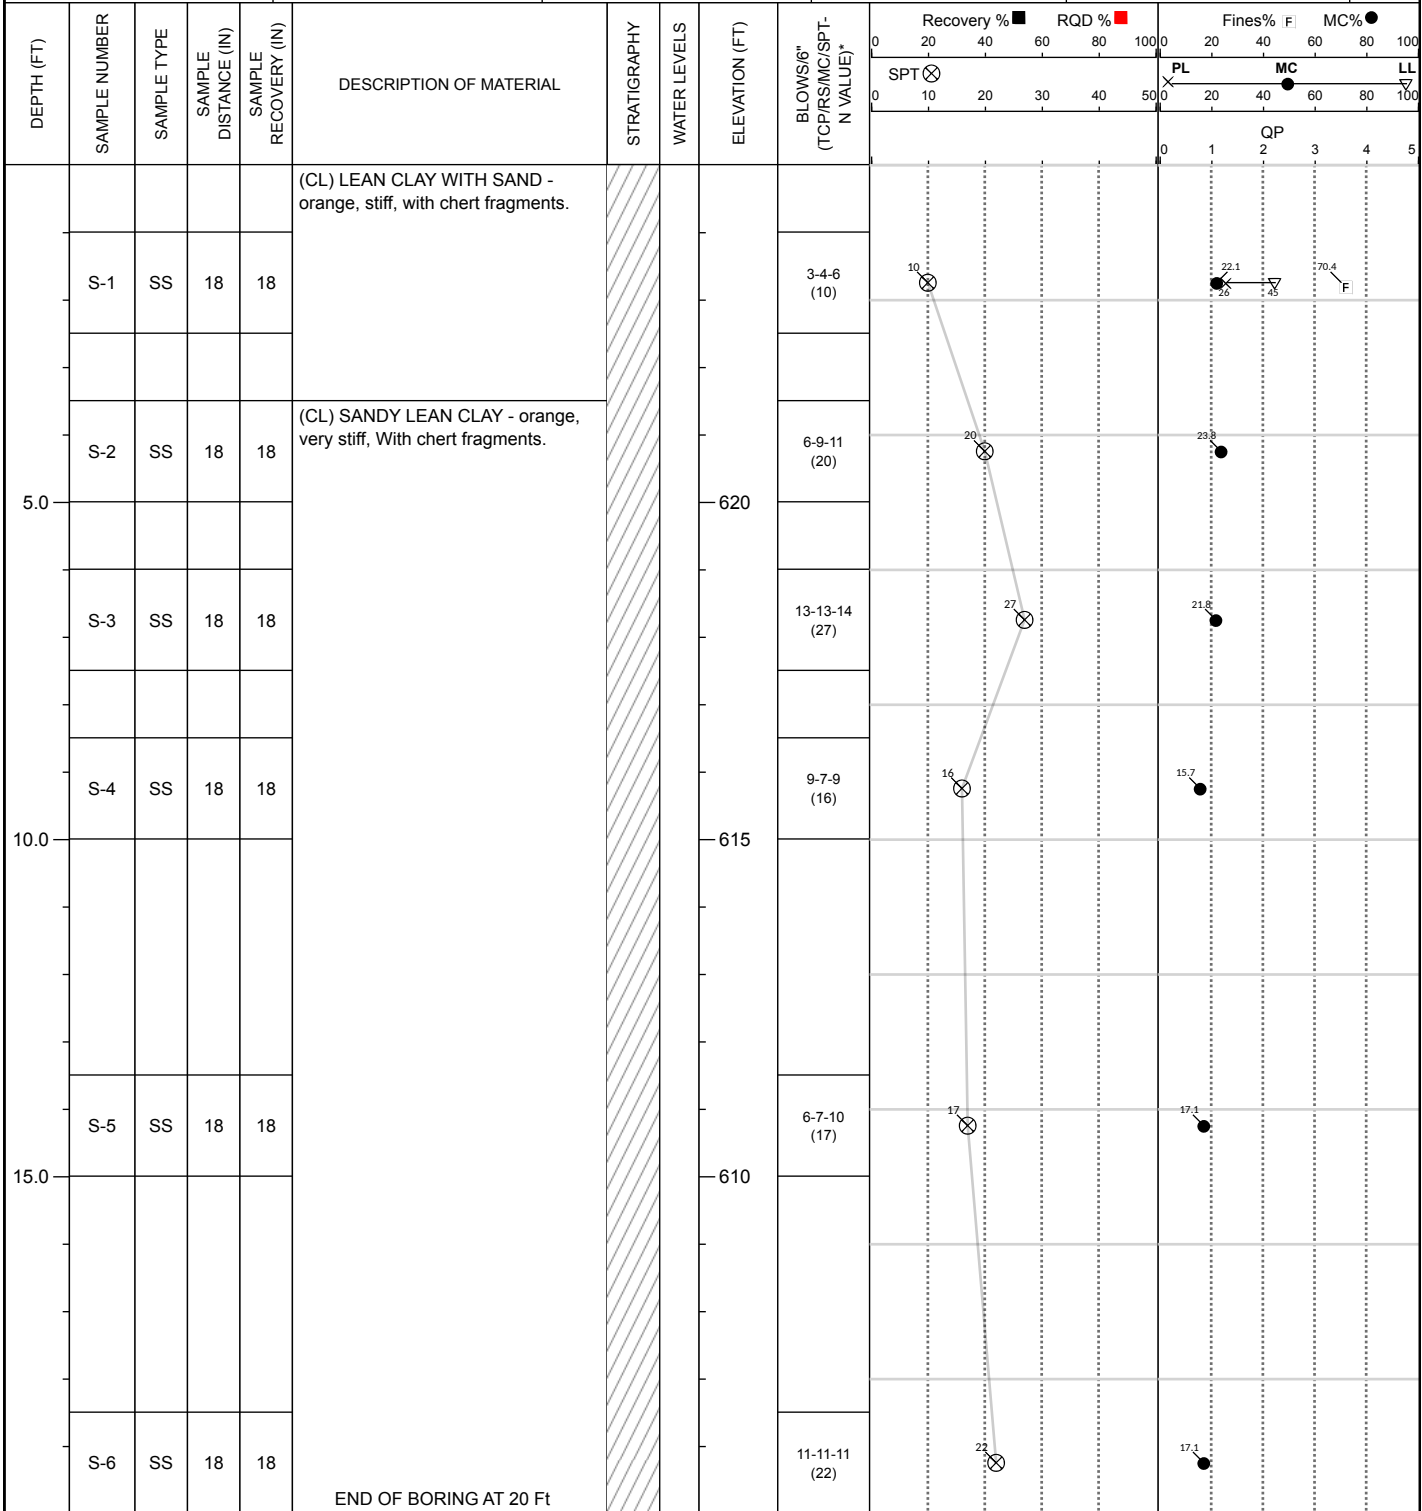 DEPTH (FT)
SAMPLE NUMBER
SAMPLE TYPE
SAMPLE
DISTANCE (IN)
SAMPLE
RECOVERY (IN)
DESCRIPTION OF MATERIAL
STRATIGRAPHY
WATER LEVELS
ELEVATION (FT)
BLOWS/6"
(TCP/RS/MC/SPT-
N VALUE)*
Recovery % RQD %
0 20 40 60 80 100
SPT
0 10 20 30 40 50
Fines% F MC%
0 20 40 60 80 100
PL MC LL
0 20 40 60 80 100
QP
0 1 2 3 4 5
(CL) LEAN CLAY WITH SAND -
orange, stiff, with chert fragments.
S-1 SS 18 18
3-4-6
(10)
10
22.1
26
45
70.4
F
(CL) SANDY LEAN CLAY - orange,
very stiff, With chert fragments.
S-2 SS 18 18
6-9-11
(20)
20
23.8
5.0
620
S-3 SS 18 18
13-13-14
(27)
27
21.8
S-4 SS 18 18
9-7-9
(16)
16
15.7
10.0
615
S-5 SS 18 18
6-7-10
(17)
17
17.1
15.0
610
S-6 SS 18 18
11-11-11
(22)
22
17.1
END OF BORING AT 20 Ft